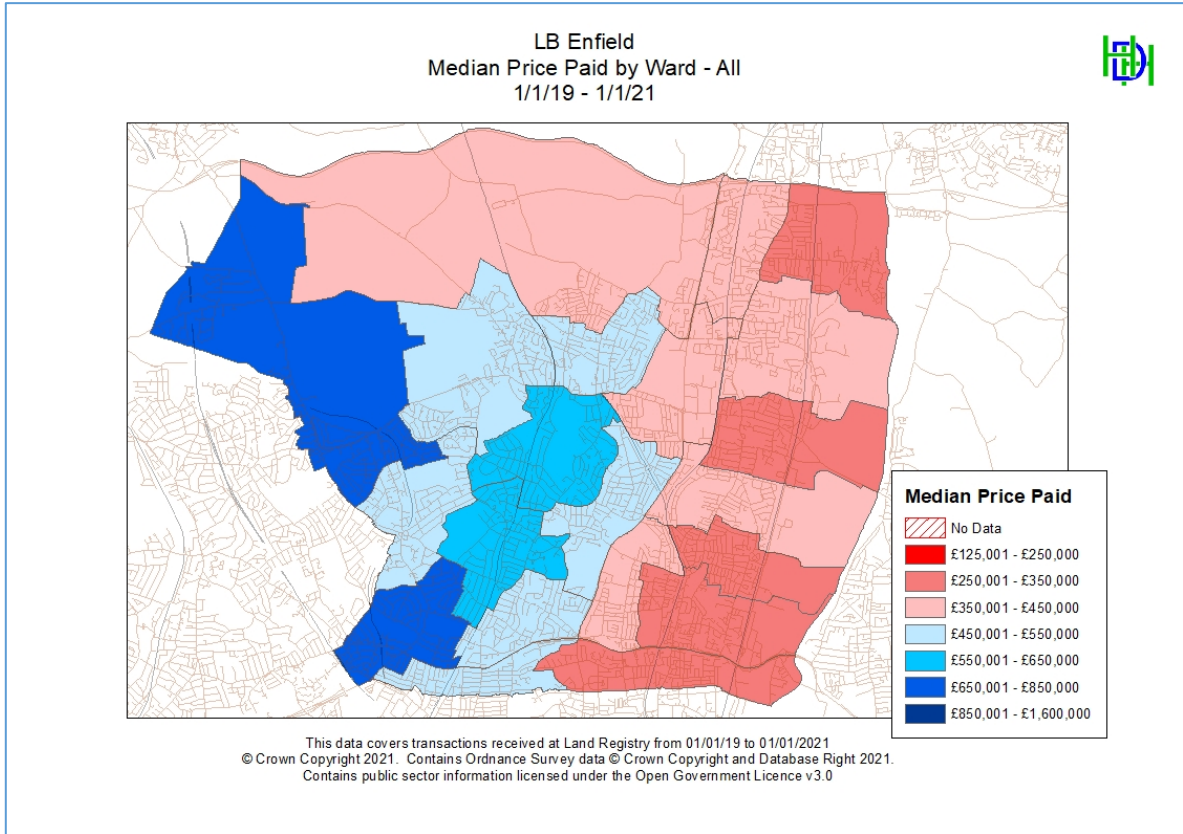 LB Enfield
Median Price Paid by Ward - All
1/1/19 - 1/1/21
HDH
Median Price Paid
No Data
£125,001 - £250,000
£250,001 - £350,000
£350,001 - £450,000
£450,001 - £550,000
£550,001 - £650,000
£650,001 - £850,000
£850,001 - £1,600,000
This data covers transactions received at Land Registry from 01/01/19 to 01/01/2021
© Crown Copyright 2021. Contains Ordnance Survey data © Crown Copyright and Database Right 2021.
Contains public sector information licensed under the Open Government Licence v3.0